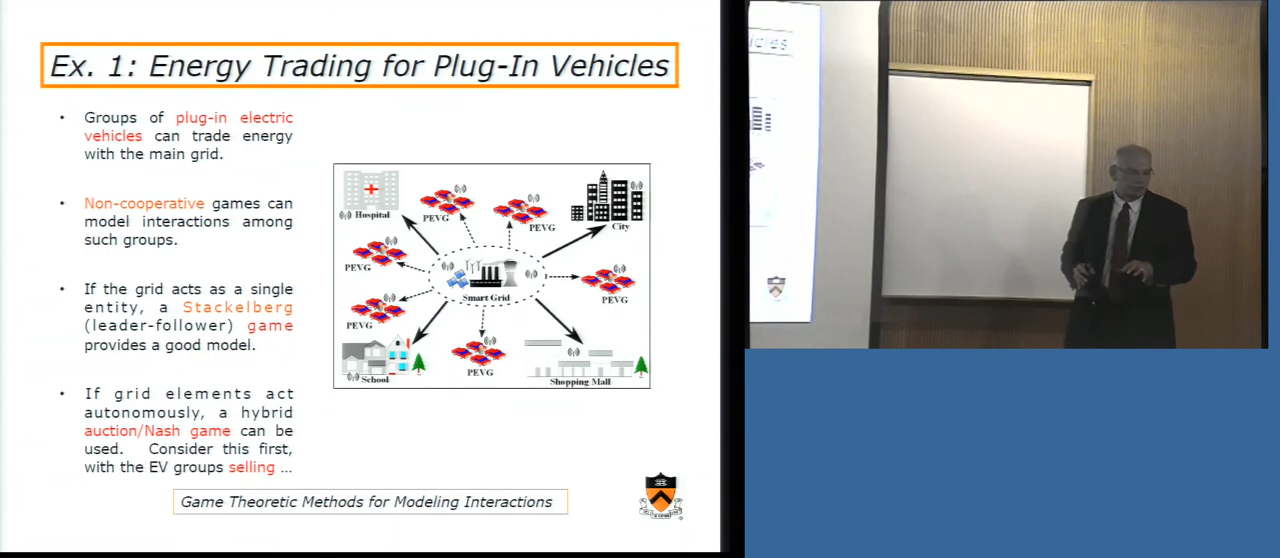 Ex. 1: Energy Trading for Plug-In Vehicles
• Groups of plug-in electric
vehicles can trade energy
with the main grid.
• Non-cooperative games can
model interactions among
such groups.
• If the grid acts as a single
entity, a Stackelberg
(leader-follower) game
provides a good model.
• If grid elements act
autonomously, a hybrid
auction/Nash game can be
used. Consider this first,
with the EV groups selling ...
Hospital
PEVG
PEVG
City
PEVG
Smart Grid
PEVG
PEVG
School
PEVG
Shopping Mall
Game Theoretic Methods for Modeling Interactions
icles